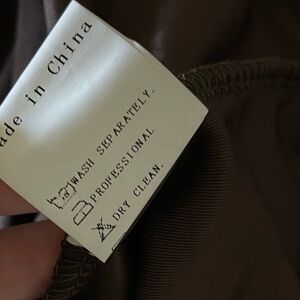 ade in China
WASH SEPARATELY.
PROFESSIONAL
DRY CLEAN.